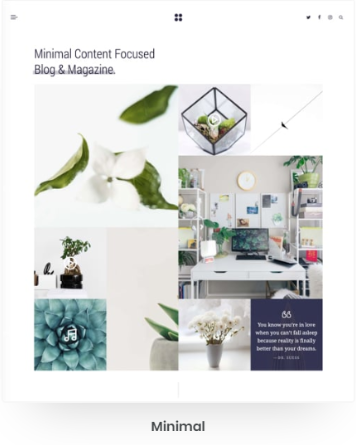 Minimal Content Focused
Blog & Magazine
You know you're in love
when you can't fall asleep
because reality is finally
better than your dreams.
—DR. SEUSS
Minimal